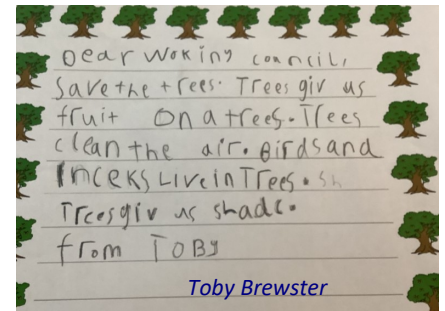 Dear Woking council,
Save the trees. Trees giv us
fruit on a trees. Trees
clean the air. Birds and
inceks Live in Trees. sh
Trees giv us shade.
from TOBY
Toby Brewster